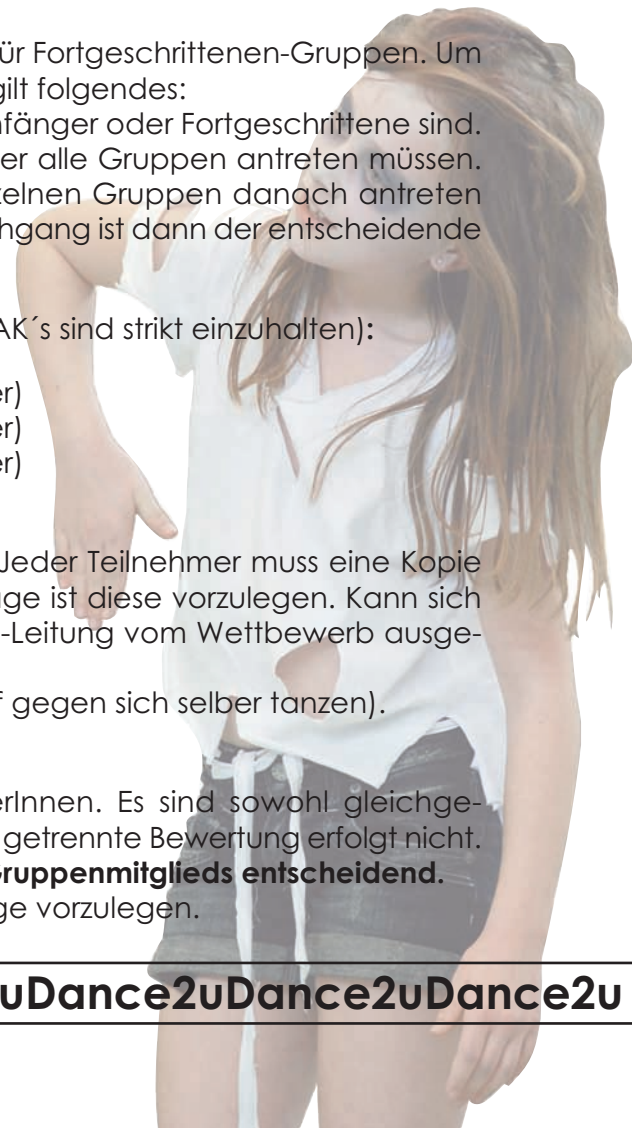 ür Fortgeschrittenen-Gruppen. Um
gilt folgendes:
nfänger oder Fortgeschrittene sind.
er alle Gruppen antreten müssen.
zelnen Gruppen danach antreten
hgang ist dann der entscheidende
AK´s sind strikt einzuhalten):
er)
er)
er)
Jeder Teilnehmer muss eine Kopie
ge ist diese vorzulegen. Kann sich
-Leitung vom Wettbewerb ausge-
f gegen sich selber tanzen).
erInnen. Es sind sowohl gleichge-
getrennte Bewertung erfolgt nicht.
Gruppenmitglieds entscheidend.
ge vorzulegen.
uDance2uDance2uDance2u